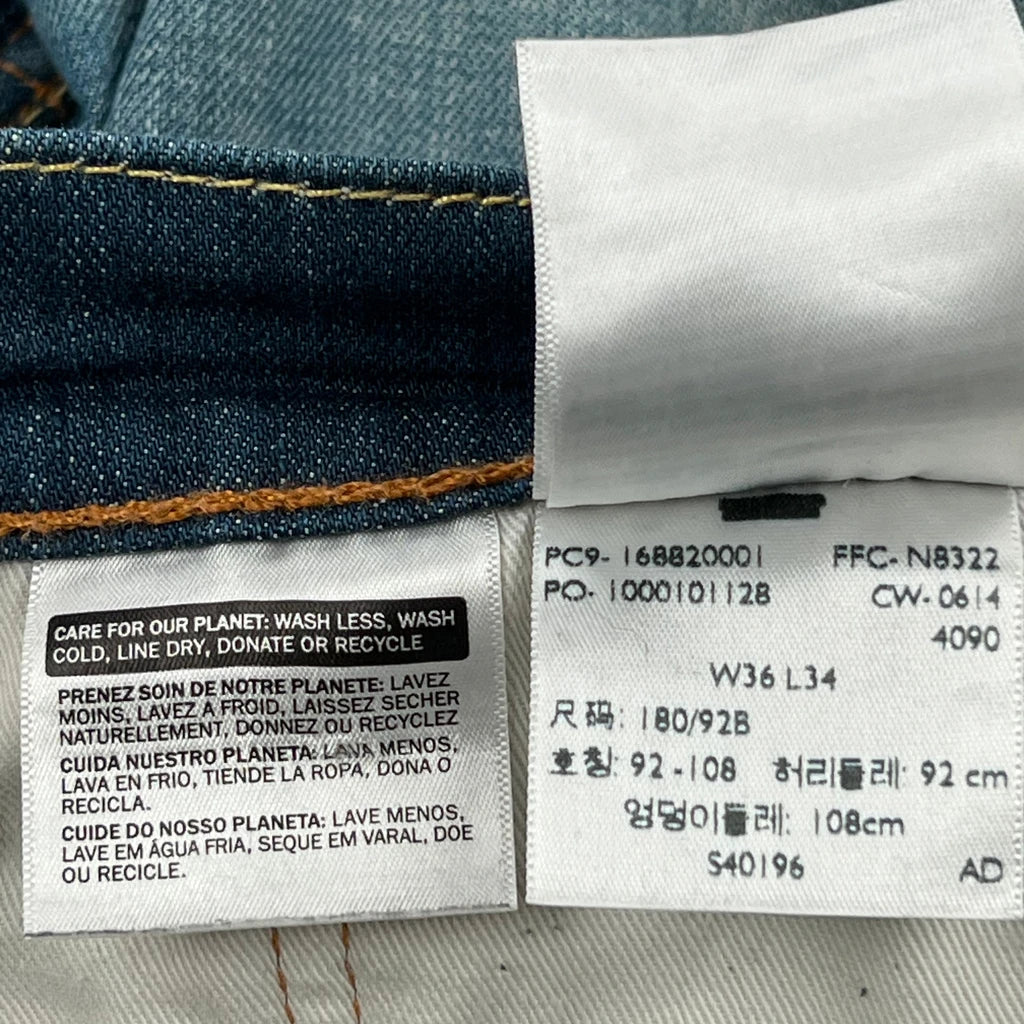 CARE FOR OUR PLANET: WASH LESS, WASH
COLD, LINE DRY, DONATE OR RECYCLE
PRENEZ SOIN DE NOTRE PLANETE: LAVEZ
MOINS, LAVEZ A FROID, LAISSEZ SECHER
NATURELLEMENT, DONNEZ OU RECYCLEZ
CUIDA NUESTRO PLANETA: LAVA MENOS,
LAVA EN FRIO, TIENDE LA ROPA, DONA O
RECICLA.
CUIDE DO NOSSO PLANETA: LAVE MENOS,
LAVE EM ÁGUA FRIA, SEQUE EM VARAL, DOE
OU RECICLE.
PC9- 168820001 FFC- N8322
PO- 1000101128 CW- 0614
4090
W36 L34
尺码: 180/92B
호칭: 92 -108 허리둘레: 92 cm
엉덩이둘레: 108cm
S40196 AD